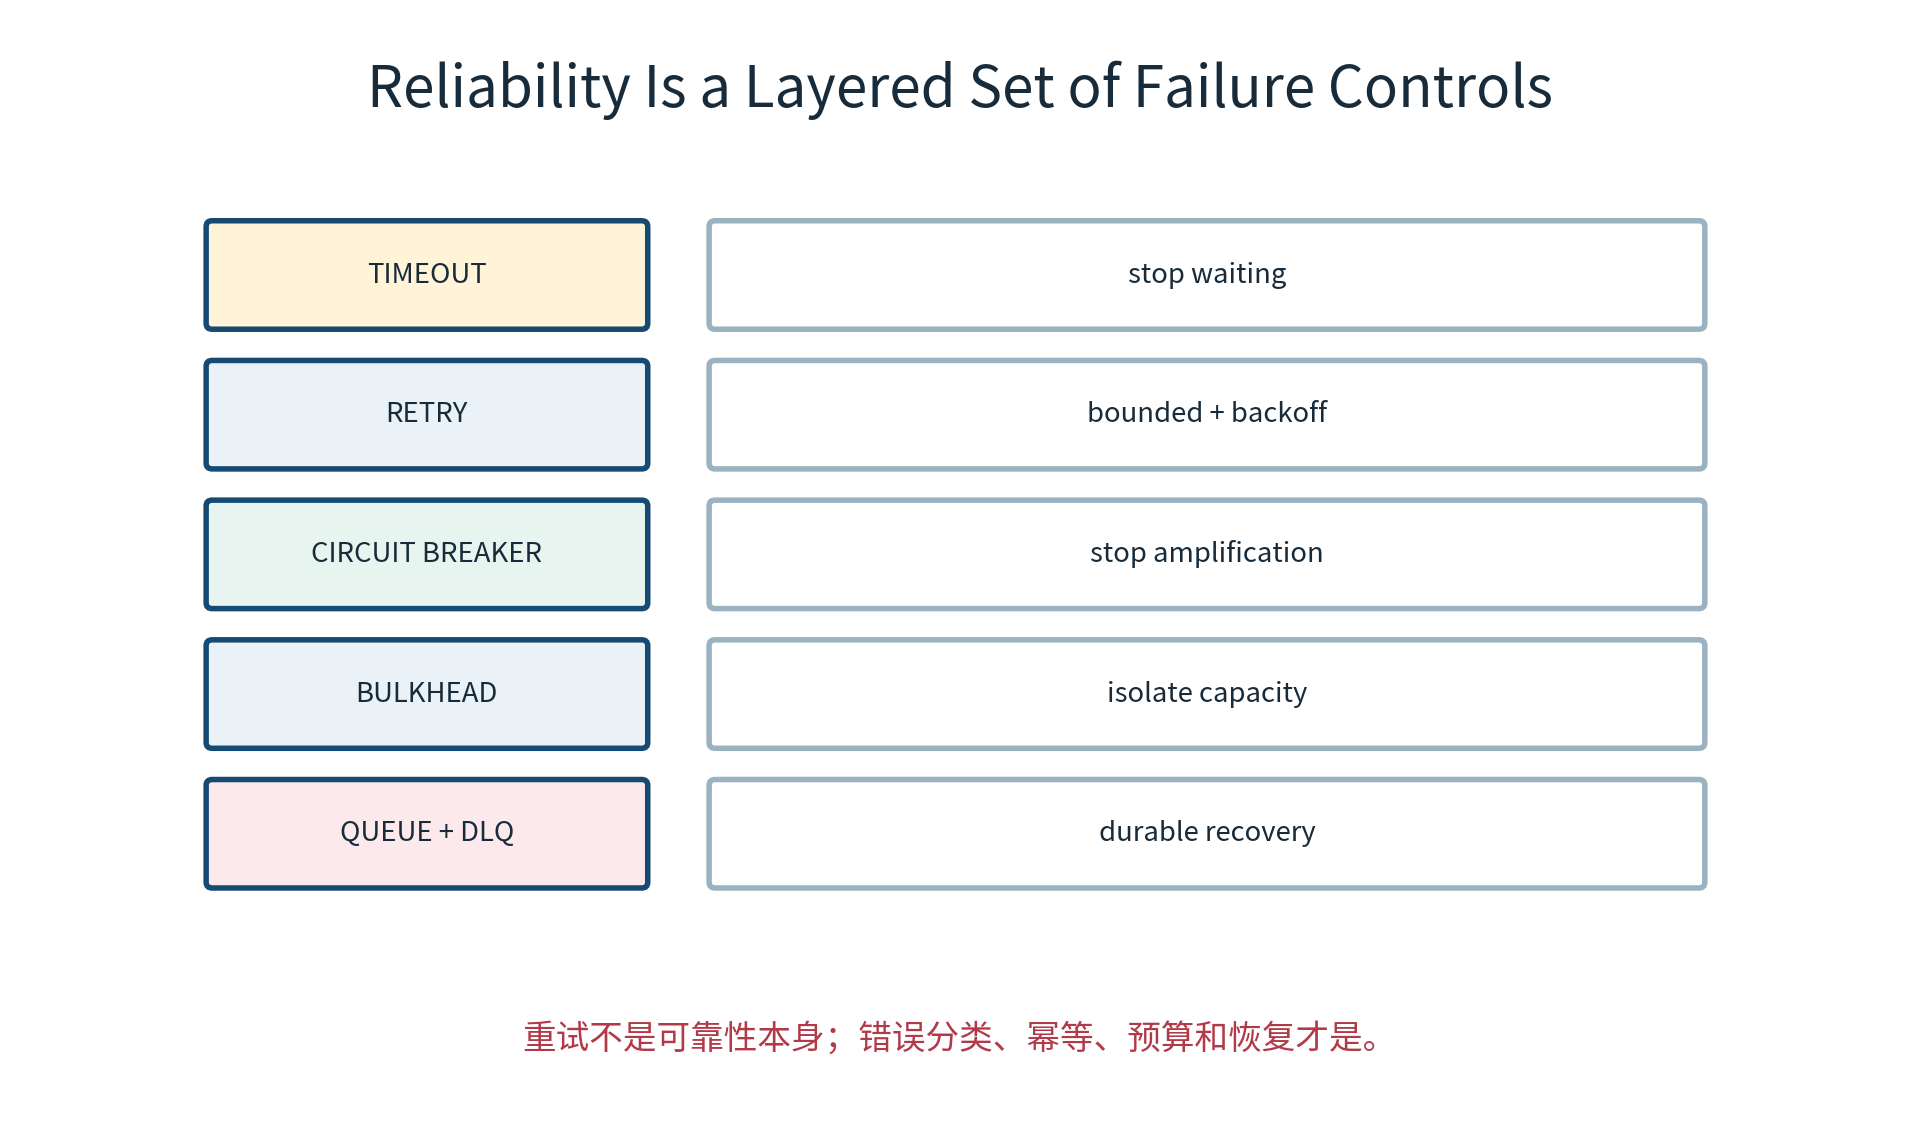 Reliability Is a Layered Set of Failure Controls
TIMEOUT
stop waiting
RETRY
bounded + backoff
CIRCUIT BREAKER
stop amplification
BULKHEAD
isolate capacity
QUEUE + DLQ
durable recovery
重试不是可靠性本身；错误分类、幂等、预算和恢复才是。